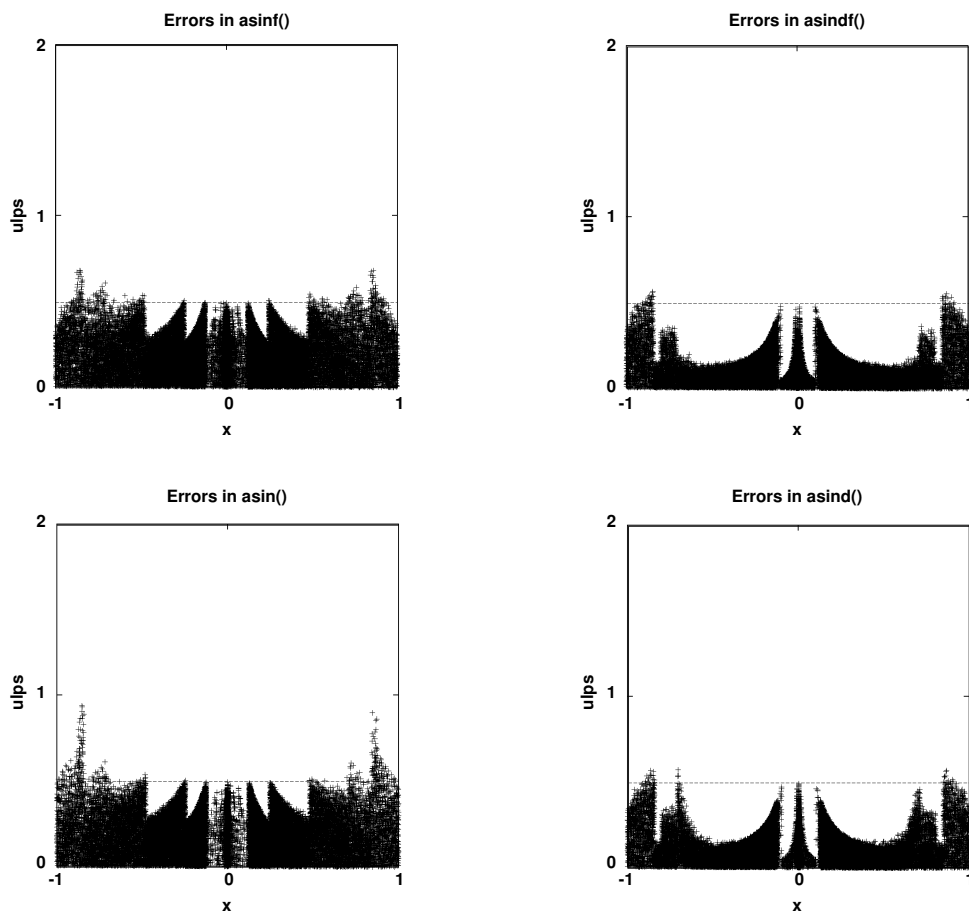 Errors in asinf()
2
1
0
ulps
-1 0 1
x
Errors in asindf()
2
1
0
ulps
-1 0 1
x
Errors in asin()
2
1
0
ulps
-1 0 1
x
Errors in asind()
2
1
0
ulps
-1 0 1
x